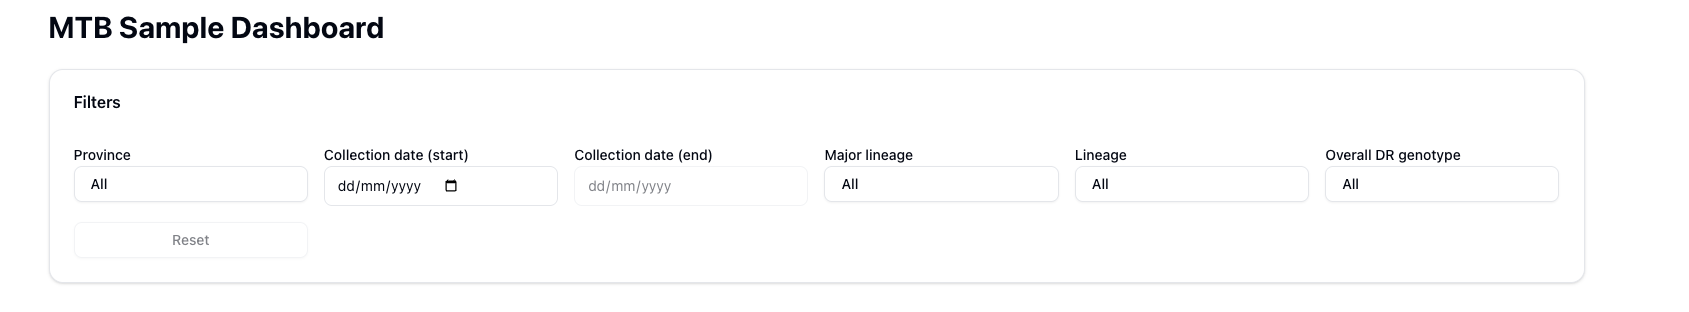 MTB Sample Dashboard
Filters
Province
Collection date (start)
Collection date (end)
Major lineage
Lineage
Overall DR genotype
All
dd/mm/yyyy
dd/mm/yyyy
All
All
All
Reset